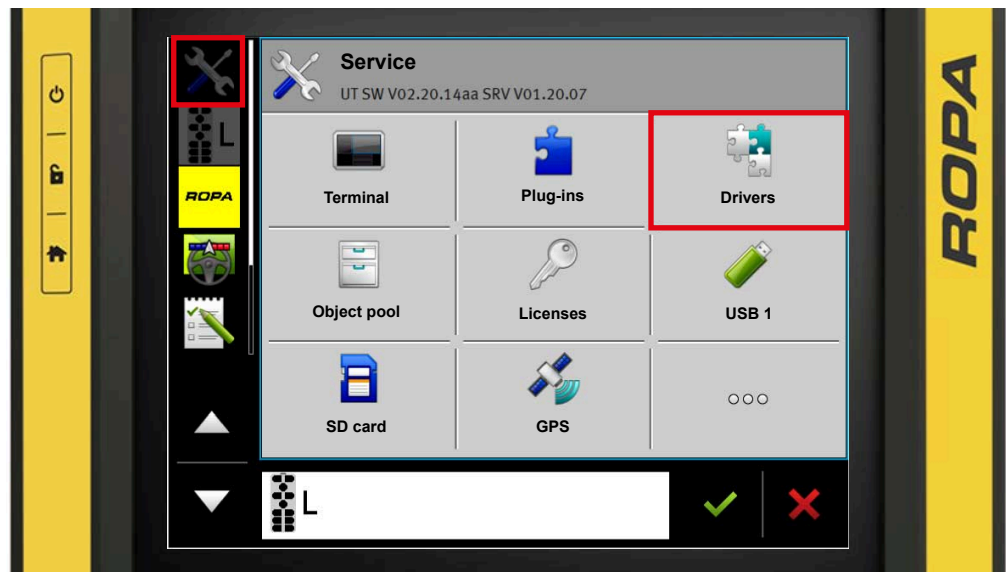 Service
UT SW V02.20.14aa SRV V01.20.07
L
ROPA
Terminal
Plug-ins
Drivers
Object pool
Licenses
USB 1
SD card
GPS
L
ROPA